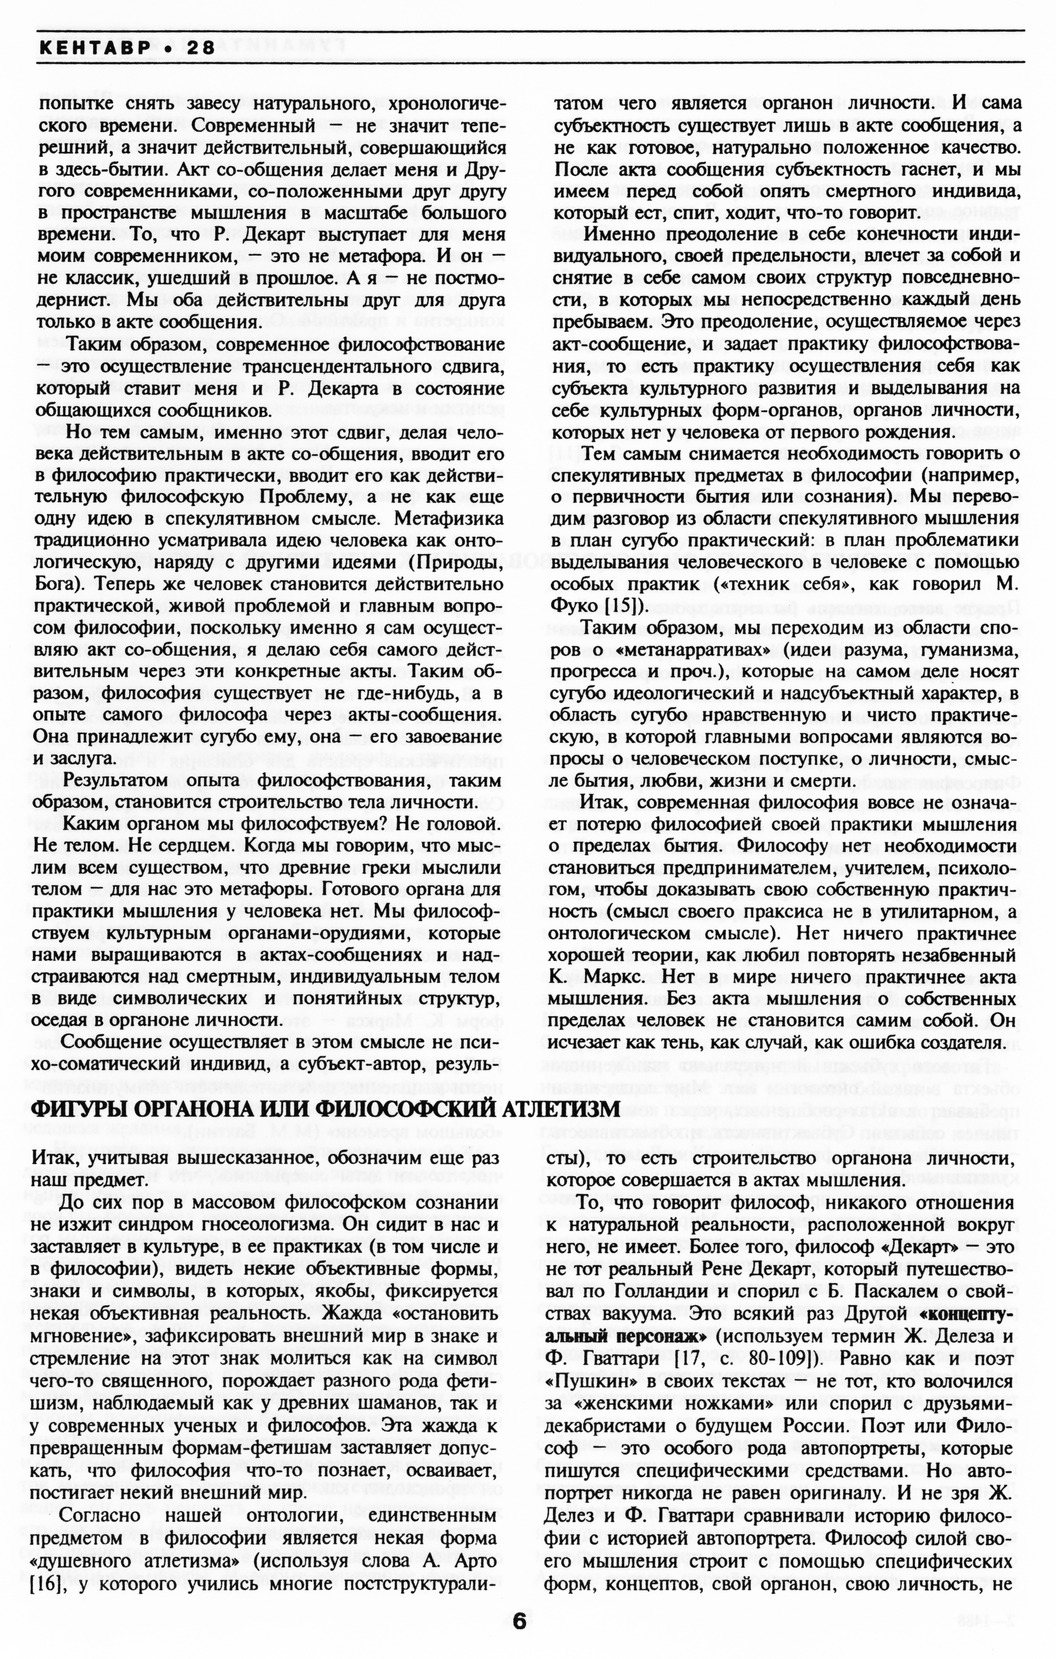 КЕНТАВР • 28
попытке снять завесу натурального, хронологиче-
ского времени. Современный — не значит тепе-
решний, а значит действительный, совершающийся
в здесь-бытии. Акт со-общения делает меня и Дру-
гого современниками, со-положенными друг другу
в пространстве мышления в масштабе большого
времени. То, что Р. Декарт выступает для меня
моим современником, — это не метафора. И он —
не классик, ушедший в прошлое. А я — не постмо-
дернист. Мы оба действительны друг для друга
только в акте сообщения.
Таким образом, современное философствование
— это осуществление трансцендентального сдвига,
который ставит меня и Р. Декарта в состояние
общающихся сообщников.
Но тем самым, именно этот сдвиг, делая чело-
века действительным в акте со-общения, вводит его
в философию практически, вводит его как действи-
тельную философскую Проблему, а не как еще
одну идею в спекулятивном смысле. Метафизика
традиционно усматривала идею человека как онто-
логическую, наряду с другими идеями (Природы,
Бога). Теперь же человек становится действительно
практической, живой проблемой и главным вопро-
сом философии, поскольку именно я сам осущест-
вляю акт со-общения, я делаю себя самого дейст-
вительным через эти конкретные акты. Таким об-
разом, философия существует не где-нибудь, а в
опыте самого философа через акты-сообщения.
Она принадлежит сугубо ему, она — его завоевание
и заслуга.
Результатом опыта философствования, таким
образом, становится строительство тела личности.
Каким органом мы философствуем? Не головой.
Не телом. Не сердцем. Когда мы говорим, что мыс-
лим всем существом, что древние греки мыслили
телом — для нас это метафоры. Готового органа для
практики мышления у человека нет. Мы философ-
ствуем культурным органами-орудиями, которые
нами выращиваются в актах-сообщениях и над-
страиваются над смертным, индивидуальным телом
в виде символических и понятийных структур,
оседая в органоне личности.
Сообщение осуществляет в этом смысле не пси-
хо-соматический индивид, а субъект-автор, резуль-
татом чего является органон личности. И сама
субъектность существует лишь в акте сообщения, а
не как готовое, натурально положенное качество.
После акта сообщения субъектность гаснет, и мы
имеем перед собой опять смертного индивида,
который ест, спит, ходит, что-то говорит.
Именно преодоление в себе конечности инди-
видуального, своей предельности, влечет за собой и
снятие в себе самом своих структур повседневно-
сти, в которых мы непосредственно каждый день
пребываем. Это преодоление, осуществляемое через
акт-сообщение, и задает практику философствова-
ния, то есть практику осуществления себя как
субъекта культурного развития и выделывания на
себе культурных форм-органов, органов личности,
которых нет у человека от первого рождения.
Тем самым снимается необходимость говорить о
спекулятивных предметах в философии (например,
о первичности бытия или сознания). Мы перево-
дим разговор из области спекулятивного мышления
в план сугубо практический: в план проблематики
выделывания человеческого в человеке с помощью
особых практик («техник себя», как говорил М.
Фуко [15]).
Таким образом, мы переходим из области спо-
ров о «метанарративах» (идеи разума, гуманизма,
прогресса и проч.), которые на самом деле носят
сугубо идеологический и надсубъектный характер, в
область сугубо нравственную и чисто практиче-
скую, в которой главными вопросами являются во-
просы о человеческом поступке, о личности, смыс-
ле бытия, любви, жизни и смерти.
Итак, современная философия вовсе не означа-
ет потерю философией своей практики мышления
о пределах бытия. Философу нет необходимости
становиться предпринимателем, учителем, психоло-
гом, чтобы доказывать свою собственную практич-
ность (смысл своего праксиса не в утилитарном, а
онтологическом смысле). Нет ничего практичнее
хорошей теории, как любил повторять незабвенный
К. Маркс. Нет в мире ничего практичнее акта
мышления. Без акта мышления о собственных
пределах человек не становится самим собой. Он
исчезает как тень, как случай, как ошибка создателя.
ФИГУРЫ ОРГАНОНА ИЛИ ФИЛОСОФСКИЙ АТЛЕТИЗМ
Итак, учитывая вышесказанное, обозначим еще раз
наш предмет.
До сих пор в массовом философском сознании
не изжит синдром гносеологизма. Он сидит в нас и
заставляет в культуре, в ее практиках (в том числе и
в философии), видеть некие объективные формы,
знаки и символы, в которых, якобы, фиксируется
некая объективная реальность. Жажда «остановить
мгновение», зафиксировать внешний мир в знаке и
стремление на этот знак молиться как на символ
чего-то священного, порождает разного рода фети-
шизм, наблюдаемый как у древних шаманов, так и
у современных ученых и философов. Эта жажда к
превращенным формам-фетишам заставляет допус-
кать, что философия что-то познает, осваивает,
постигает некий внешний мир.
Согласно нашей онтологии, единственным
предметом в философии является некая форма
«душевного атлетизма» (используя слова А. Арто
[16], у которого учились многие постструктурали-
сты), то есть строительство органона личности,
которое совершается в актах мышления.
То, что говорит философ, никакого отношения
к натуральной реальности, расположенной вокруг
него, не имеет. Более того, философ «Декарт» — это
не тот реальный Рене Декарт, который путешество-
вал по Голландии и спорил с Б. Паскалем о свой-
ствах вакуума. Это всякий раз Другой «концепту-
альный персонаж» (используем термин Ж. Делеза и
Ф. Гваттари [17, с. 80-109]). Равно как и поэт
«Пушкин» в своих текстах — не тот, кто волочился
за «женскими ножками» или спорил с друзьями-
декабристами о будущем России. Поэт или Фило-
соф — это особого рода автопортреты, которые
пишутся специфическими средствами. Но авто-
портрет никогда не равен оригиналу. И не зря Ж.
Делез и Ф. Гваттари сравнивали историю филосо-
фии с историей автопортрета. Философ силой сво-
его мышления строит с помощью специфических
форм, концептов, свой органон, свою личность, не
6